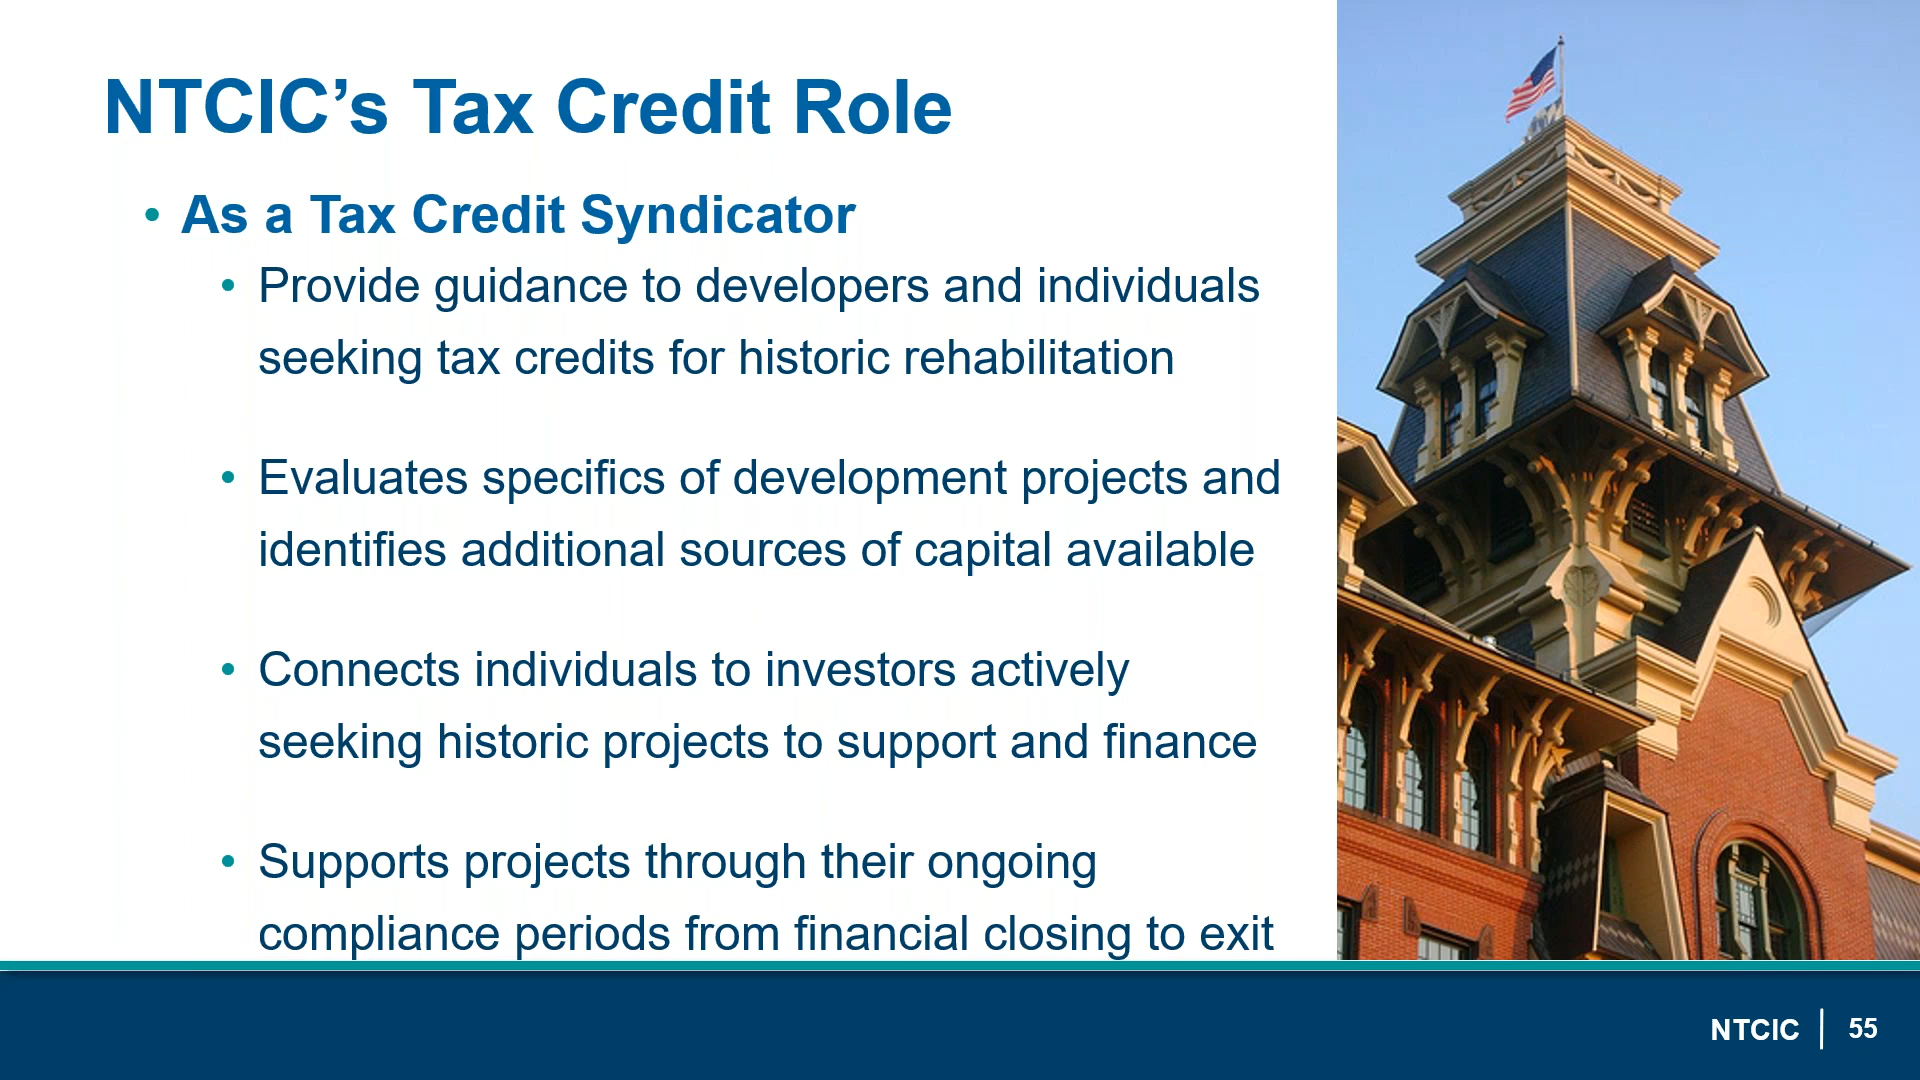 NTCIC’s Tax Credit Role
• As a Tax Credit Syndicator
• Provide guidance to developers and individuals
seeking tax credits for historic rehabilitation
• Evaluates specifics of development projects and
identifies additional sources of capital available
• Connects individuals to investors actively
seeking historic projects to support and finance
• Supports projects through their ongoing
compliance periods from financial closing to exit
NTCIC | 55